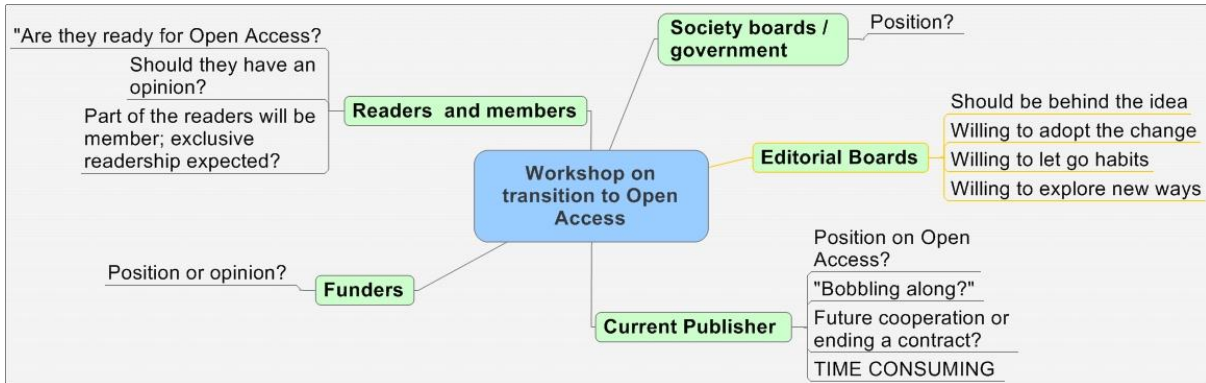 Workshop on
transition to Open
Access
Society boards /
government
Position?
Editorial Boards
Should be behind the idea
Willing to adopt the change
Willing to let go habits
Willing to explore new ways
Current Publisher
Position on Open
Access?
"Bobbling along?"
Future cooperation or
ending a contract?
TIME CONSUMING
Funders
Position or opinion?
Readers  and members
"Are they ready for Open Access?
Should they have an
opinion?
Part of the readers will be
member; exclusive
readership expected?